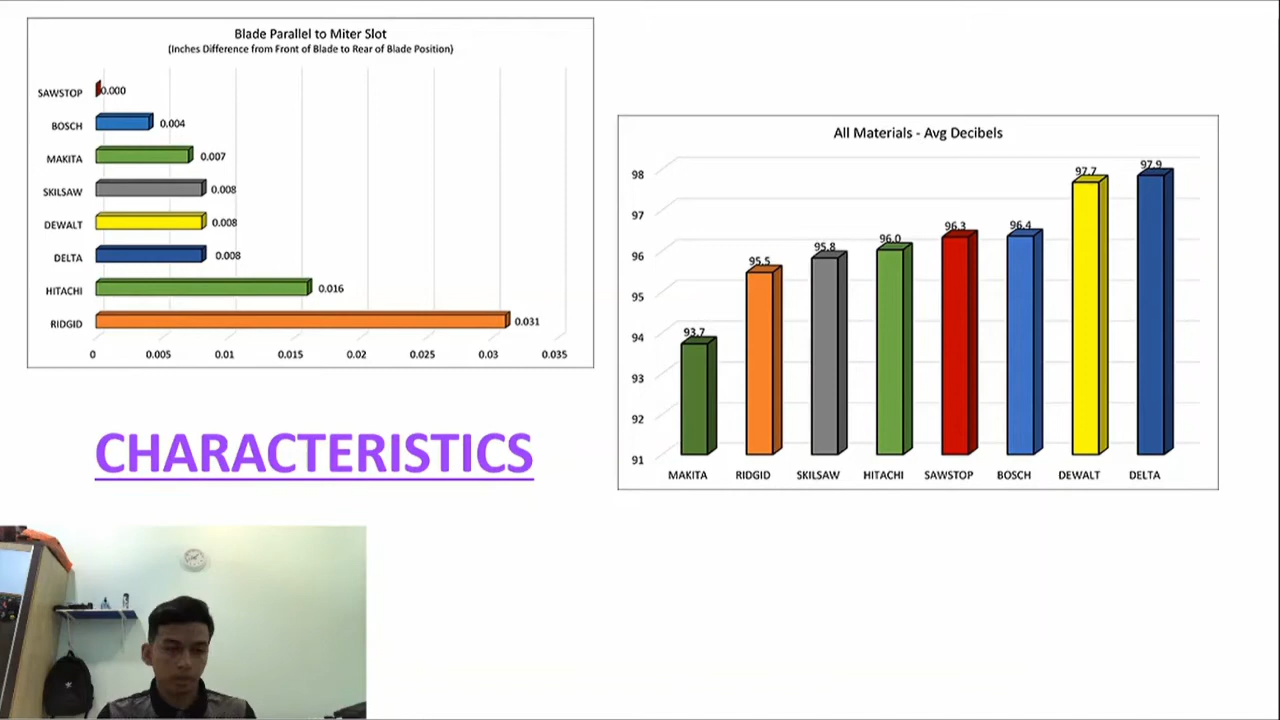 Blade Parallel to Miter Slot
(Inches Difference from Front of Blade to Rear of Blade Position)
SAWSTOP 0.000
BOSCH 0.004
MAKITA 0.007
SKILSAW 0.008
DEWALT 0.008
DELTA 0.008
HITACHI 0.016
RIDGID 0.031
0 0.005 0.01 0.015 0.02 0.025 0.03 0.035
All Materials - Avg Decibels
98
97
96
95
94
93
92
91
93.7 95.5 95.8 96.0 96.3 96.4 97.7 97.9
MAKITA RIDGID SKILSAW HITACHI SAWSTOP BOSCH DEWALT DELTA
CHARACTERISTICS